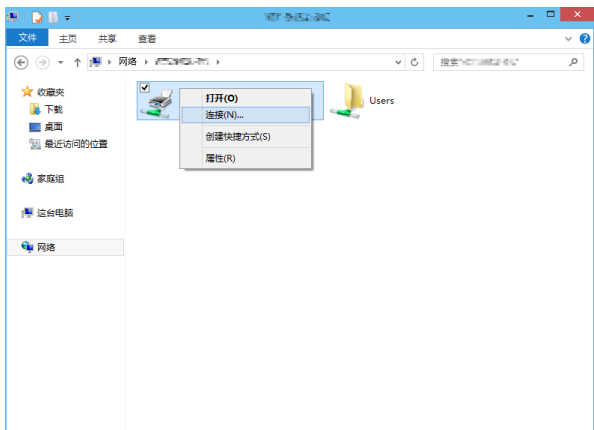 文件 主页 共享 查看
网络
搜索"
收藏夹
下载
桌面
最近访问的位置
家庭组
这台电脑
网络
打开(O)
连接(N)...
创建快捷方式(S)
属性(R)
Users